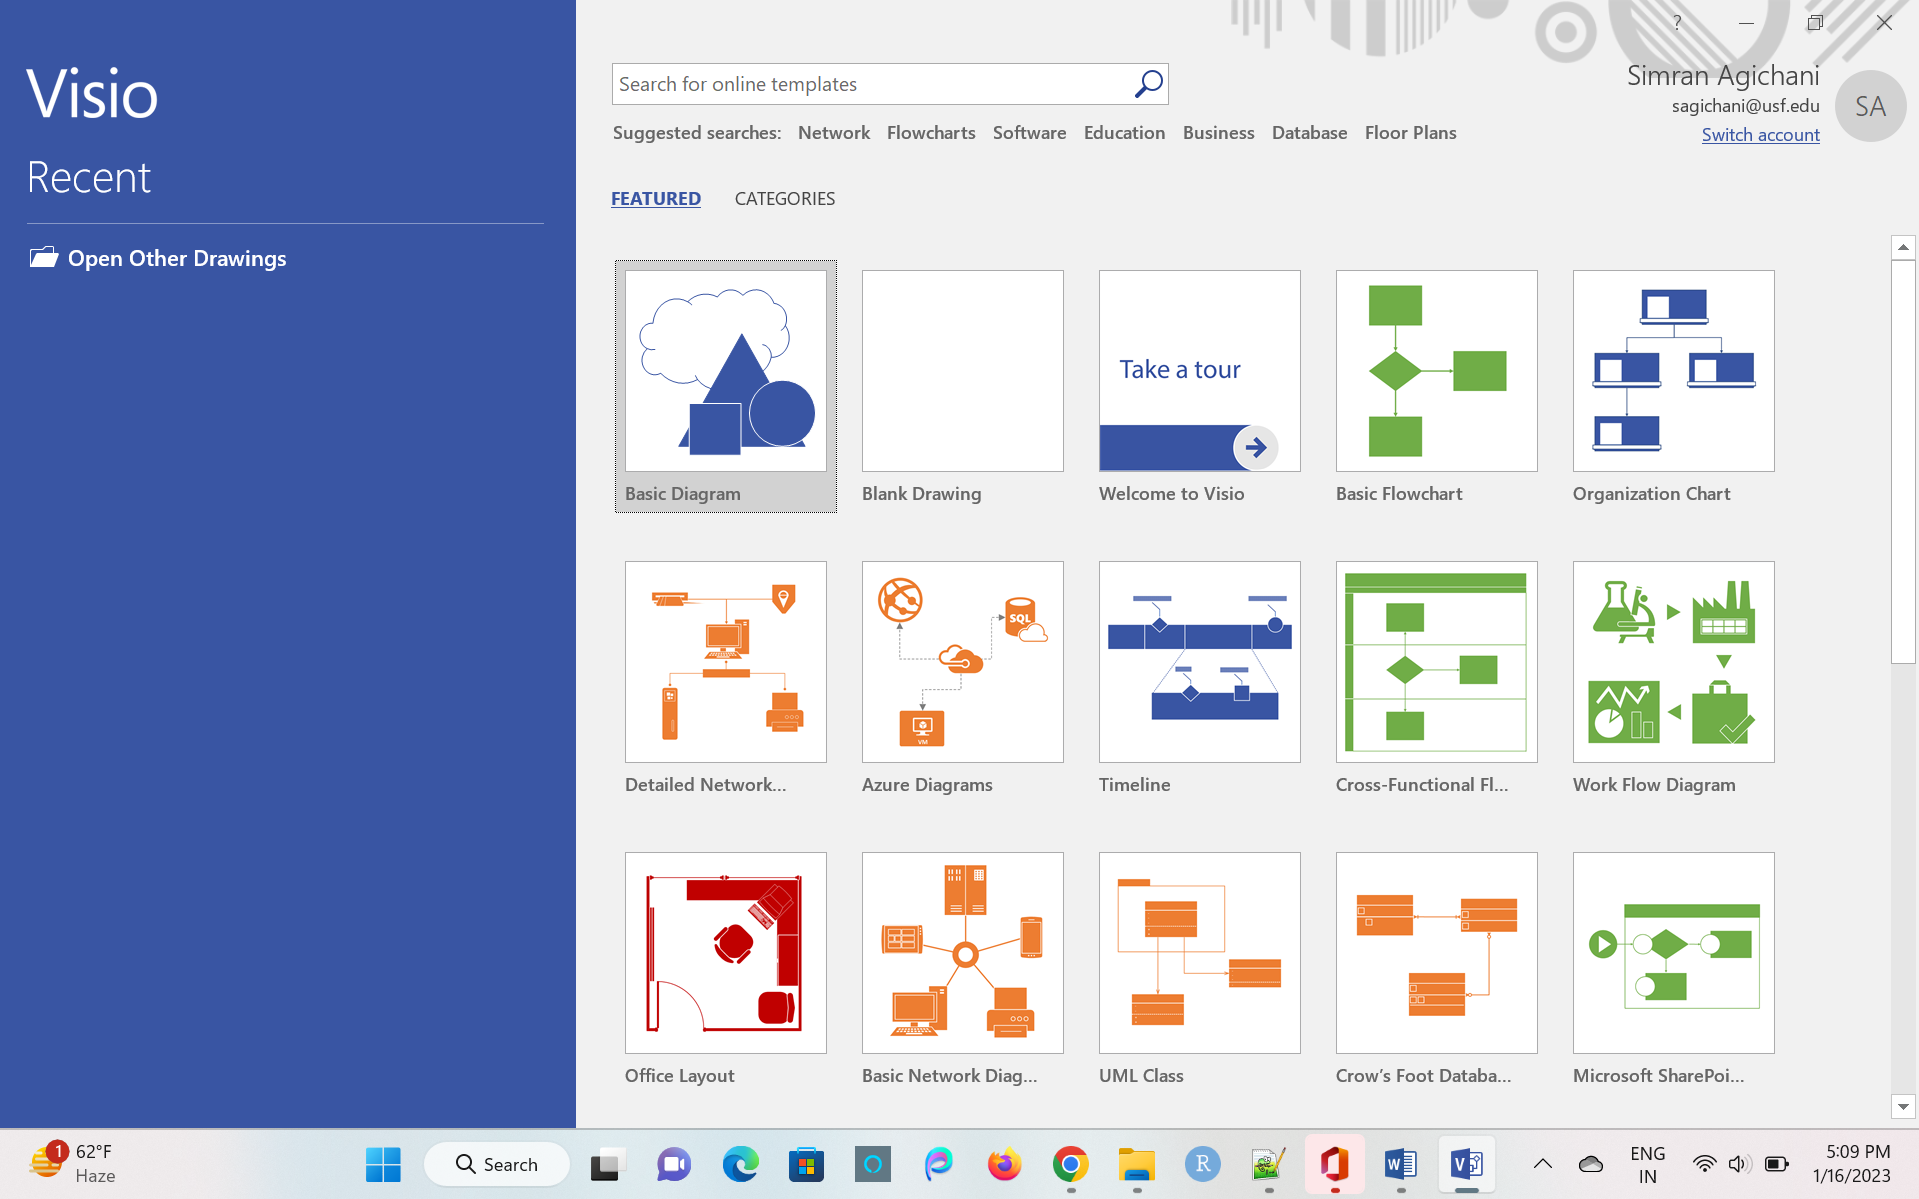 Visio
Recent
Open Other Drawings
?
Search for online templates
Simran Agichani
sagichani@usf.edu
Switch account
SA
Suggested searches: Network Flowcharts Software Education Business Database Floor Plans
FEATURED CATEGORIES
Take a tour
Basic Diagram
Blank Drawing
Welcome to Visio
Basic Flowchart
Organization Chart
SQL
VM
Detailed Network...
Azure Diagrams
Timeline
Cross-Functional Fl...
Work Flow Diagram
Office Layout
Basic Network Diag...
UML Class
Crow's Foot Databa...
Microsoft SharePoi...
1
62°F
Haze
Search
R
W
V
ENG
IN
5:09 PM
1/16/2023